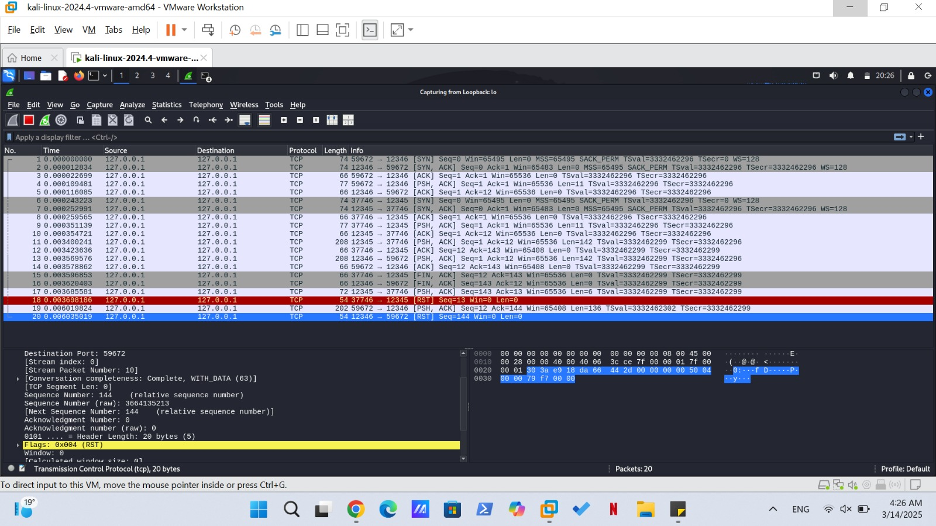 kali-linux-2024.4-vmware-amd64 - VMware Workstation
File Edit View VM Tabs Help
Home
kali-linux-2024.4-vmware-...
1 2 3 4
20:26
Capturing from Loopback: lo
File Edit View Go Capture Analyze Statistics Telephony Wireless Tools Help
Apply a display filter ... <Ctrl-/>
No. Time Source Destination Protocol Length Info
1 0.000000000 127.0.0.1 127.0.0.1 TCP 74 59672 → 12346 [SYN] Seq=0 Win=65495 Len=0 MSS=65495 SACK_PERM TSval=3332462296 TSecr=0 WS=128
2 0.000012034 127.0.0.1 127.0.0.1 TCP 74 12346 → 59672 [SYN, ACK] Seq=0 Ack=1 Win=65483 Len=0 MSS=65495 SACK_PERM TSval=3332462296 TSecr=3332462296 WS=128
3 0.000022699 127.0.0.1 127.0.0.1 TCP 66 59672 → 12346 [ACK] Seq=1 Ack=1 Win=65536 Len=0 TSval=3332462296 TSecr=3332462296
4 0.000109481 127.0.0.1 127.0.0.1 TCP 77 59672 → 12346 [PSH, ACK] Seq=1 Ack=1 Win=65536 Len=11 TSval=3332462296 TSecr=3332462296
5 0.000116085 127.0.0.1 127.0.0.1 TCP 66 12346 → 59672 [ACK] Seq=1 Ack=12 Win=65536 Len=0 TSval=3332462296 TSecr=3332462296
6 0.000243223 127.0.0.1 127.0.0.1 TCP 74 37746 → 12345 [SYN] Seq=0 Win=65495 Len=0 MSS=65495 SACK_PERM TSval=3332462296 TSecr=0 WS=128
7 0.000252991 127.0.0.1 127.0.0.1 TCP 74 12345 → 37746 [SYN, ACK] Seq=0 Ack=1 Win=65483 Len=0 MSS=65495 SACK_PERM TSval=3332462296 TSecr=3332462296 WS=128
8 0.000259565 127.0.0.1 127.0.0.1 TCP 66 37746 → 12345 [ACK] Seq=1 Ack=1 Win=65536 Len=0 TSval=3332462296 TSecr=3332462296
9 0.000351139 127.0.0.1 127.0.0.1 TCP 77 37746 → 12345 [PSH, ACK] Seq=1 Ack=1 Win=65536 Len=11 TSval=3332462296 TSecr=3332462296
10 0.000354721 127.0.0.1 127.0.0.1 TCP 66 12345 → 37746 [ACK] Seq=1 Ack=12 Win=65536 Len=0 TSval=3332462296 TSecr=3332462296
11 127.0.0.1 127.0.0.1 TCP 208 12345 → 37746 [PSH, ACK] Seq=1 Ack=12 Win=65536 Len=142 TSval=3332462299 TSecr=3332462296
12 0.003423636 127.0.0.1 127.0.0.1 TCP 66 37746 → 12345 [ACK] Seq=12 Ack=143 Win=65408 Len=0 TSval=3332462299 TSecr=3332462299
13 0.003569576 127.0.0.1 127.0.0.1 TCP 208 12346 → 59672 [PSH, ACK] Seq=1 Ack=12 Win=65536 Len=142 TSval=3332462299 TSecr=3332462296
14 0.003578862 127.0.0.1 127.0.0.1 TCP 66 59672 → 12346 [ACK] Seq=12 Ack=143 Win=65408 Len=0 TSval=3332462299 TSecr=3332462299
15 0.003596853 127.0.0.1 127.0.0.1 TCP 66 37746 → 12345 [FIN, ACK] Seq=12 Ack=143 Win=65536 Len=0 TSval=3332462299 TSecr=3332462299
16 0.003620403 127.0.0.1 127.0.0.1 TCP 66 12346 → 59672 [FIN, ACK] Seq=143 Ack=12 Win=65536 Len=0 TSval=3332462299 TSecr=3332462299
17 0.003685581 127.0.0.1 127.0.0.1 TCP 72 12345 → 37746 [PSH, ACK] Seq=143 Ack=13 Win=65536 Len=6 TSval=3332462299 TSecr=3332462299
18 0.003698186 127.0.0.1 127.0.0.1 TCP 54 37746 → 12345 [RST] Seq=13 Win=0 Len=0
19 0.006019824 127.0.0.1 127.0.0.1 TCP 202 59672 → 12346 [PSH, ACK] Seq=12 Ack=144 Win=65408 Len=136 TSval=3332462302 TSecr=3332462299
20 0.006035019 127.0.0.1 127.0.0.1 TCP 54 12346 → 59672 [RST] Seq=144 Win=0 Len=0
Destination Port: 59672
[Stream index: 0]
[Stream Packet Number: 10]
[Conversation completeness: Complete, WITH_DATA (63)]
[TCP Segment Len: 0]
Sequence Number: 144 (relative sequence number)
Sequence Number (raw): 3664135213
[Next Sequence Number: 144 (relative sequence number)]
Acknowledgment Number: 0
Acknowledgment number (raw): 0
0101 .... = Header Length: 20 bytes (5)
Flags: 0x004 (RST)
Window: 0
[Calculated window size: 0]
0000 00 00 00 00 00 00 00 00 00 00 00 00 08 00 45 00 ........ ......E
0010 00 28 00 00 40 00 40 06 3c ce 7f 00 00 01 7f 00 .(..@.@. <.......
0020 00 01 30 3a e9 18 da 66 44 2d 00 00 00 00 50 04 ..0:...f D-....P.
0030 00 00 79 f7 00 00 ..y...
Transmission Control Protocol (tcp), 20 bytes
Packets: 20
Profile: Default
To direct input to this VM, move the mouse pointer inside or press Ctrl+G.
19°
ENG
4:26 AM
3/14/2025